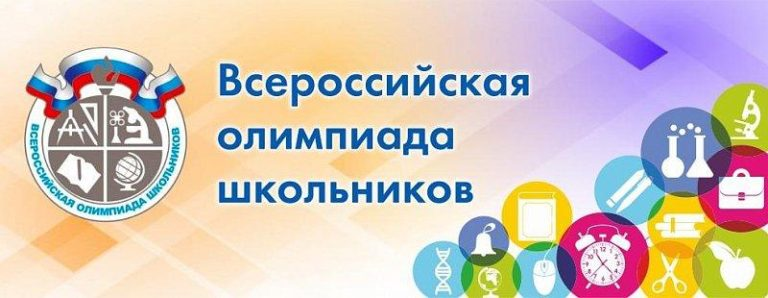 ВСЕРОССИЙСКАЯ ОЛИМПИАДА ШКОЛЬНИКОВ
Всероссийская
олимпиада
школьников